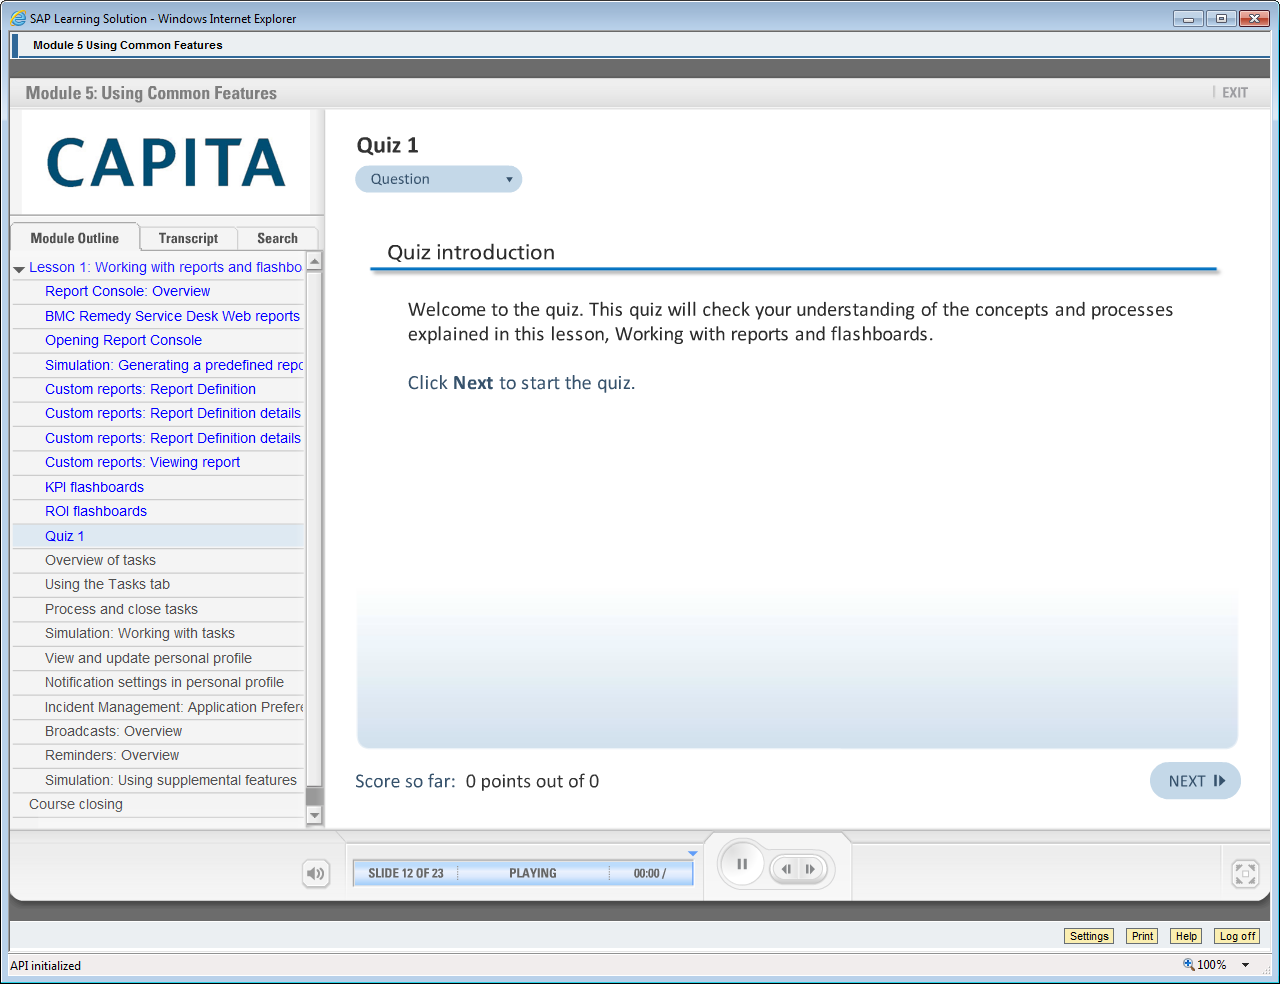 SAP Learning Solution - Windows Internet Explorer
Module 5 Using Common Features
Module 5: Using Common Features
EXIT
CAPITA
Module Outline
Transcript
Search
Lesson 1: Working with reports and flashbo
Report Console: Overview
BMC Remedy Service Desk Web reports
Opening Report Console
Simulation: Generating a predefined repo
Custom reports: Report Definition
Custom reports: Report Definition details
Custom reports: Report Definition details
Custom reports: Viewing report
KPI flashboards
ROI flashboards
Quiz 1
Overview of tasks
Using the Tasks tab
Process and close tasks
Simulation: Working with tasks
View and update personal profile
Notification settings in personal profile
Incident Management: Application Prefere
Broadcasts: Overview
Reminders: Overview
Simulation: Using supplemental features
Course closing
Quiz 1
Question
Quiz introduction
Welcome to the quiz. This quiz will check your understanding of the concepts and processes
explained in this lesson, Working with reports and flashboards.
Click Next to start the quiz.
Score so far: 0 points out of 0
NEXT
SLIDE 12 OF 23
PLAYING
00:00 /
Settings
Print
Help
Log off
API initialized
100%